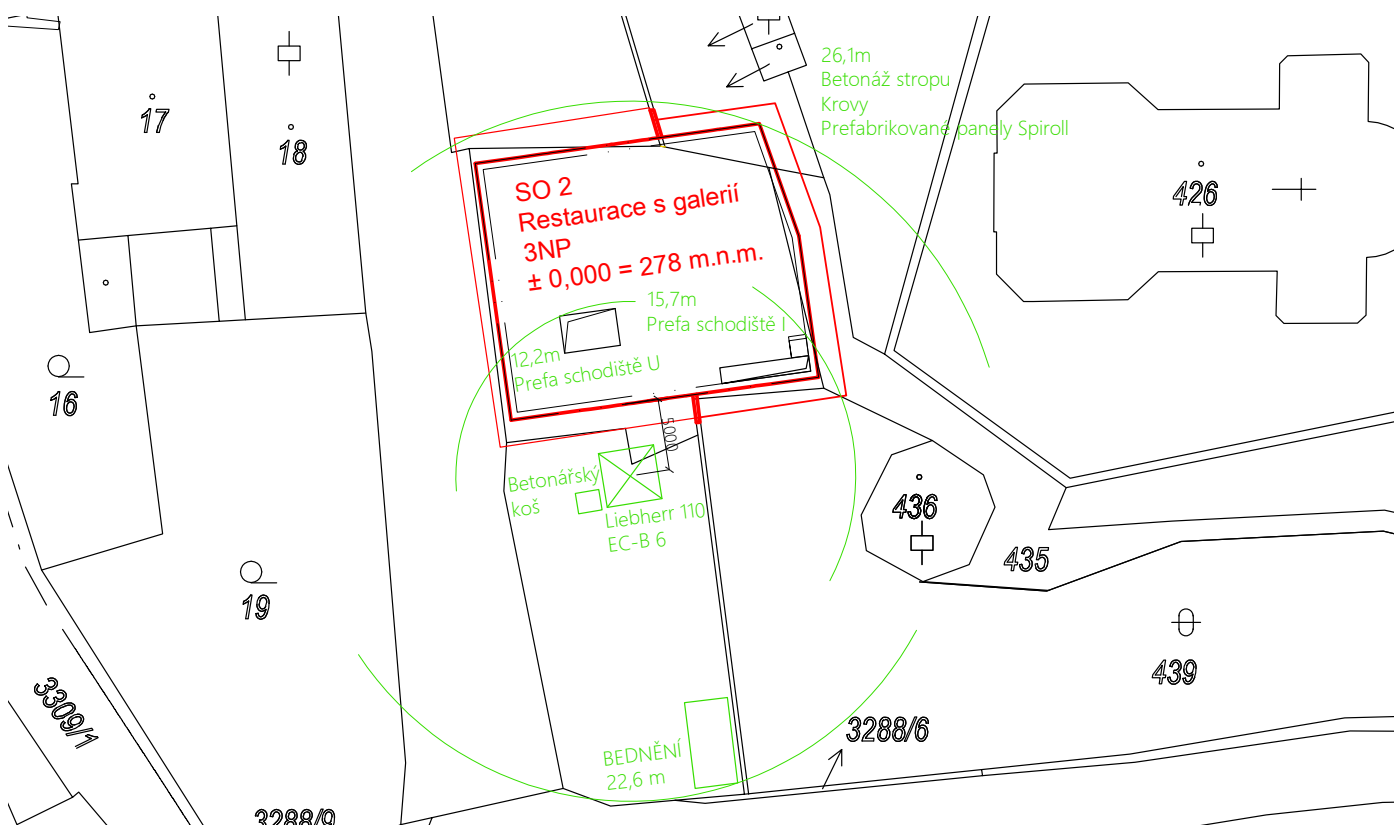 26,1m
Betonáž stropu
Krovy
Prefabrikované panely Spiroll
17
18
426
SO 2
Restaurace s galerií
3NP
± 0,000 = 278 m.n.m.
15,7m
Prefa schodiště I
12,2m
Prefa schodiště U
16
5000
Betonářský
koš
Liebherr 110
EC-B 6
436
435
19
439
3309/1
3288/6
BEDNĚNÍ
22,6 m
3288/9